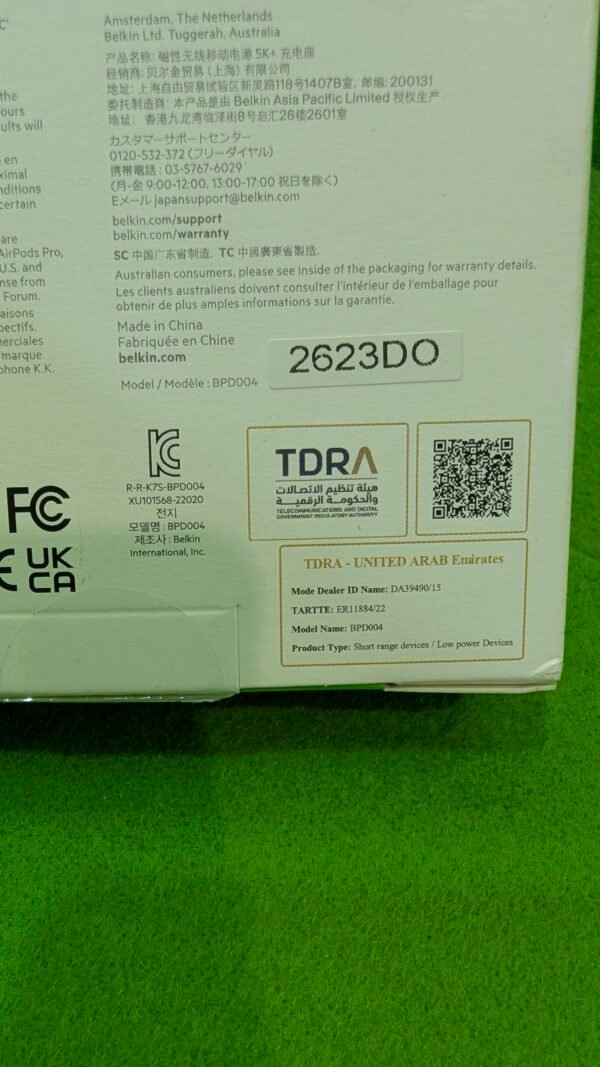 C°
the
ours
ults will
en
ximal
nditions
certain
are
AirPods Pro,
U.S. and
nse from
Forum.
aisons
pectifs.
merciales
marque
phone K.K.
Amsterdam, The Netherlands
Belkin Ltd. Tuggerah, Australia
产品名称: 磁性无线移动电源 5K+ 充电座
经销商: 贝尔金贸易 (上海) 有限公司
地址: 上海自由贸易试验区新灵路118号1407B室, 邮编: 200131
委托制造商: 本产品是由 Belkin Asia Pacific Limited 授权生产
地址: 香港九龙湾临泽街8号启汇26楼2601室
カスタマーサポートセンター
0120-532-372 (フリーダイヤル)
携帯電話 : 03-5767-6029
(月-金 9:00-12:00, 13:00-17:00 祝日を除く)
Eメール japansupport@belkin.com
belkin.com/support
belkin.com/warranty
SC 中国广东省制造. TC 中國廣東省製造.
Australian consumers, please see inside of the packaging for warranty details.
Les clients australiens doivent consulter l'intérieur de l'emballage pour
obtenir de plus amples informations sur la garantie.
Made in China
Fabriquée en Chine
belkin.com
Model / Modèle : BPD004
2623DO
FC
CE UK
CA
R-R-K7S-BPD004
XU101568-22020
전지
모델명 : BPD004
제조사 : Belkin
International, Inc.
TDRA
هيئة تنظيم الاتصالات
والحكومة الرقمية
TELECOMMUNICATIONS AND DIGITAL
GOVERNMENT REGULATORY AUTHORITY
TDRA - UNITED ARAB Emirates
Mode Dealer ID Name: DA39490/15
TARTTE: ER11884/22
Model Name: BPD004
Product Type: Short range devices / Low power Devices